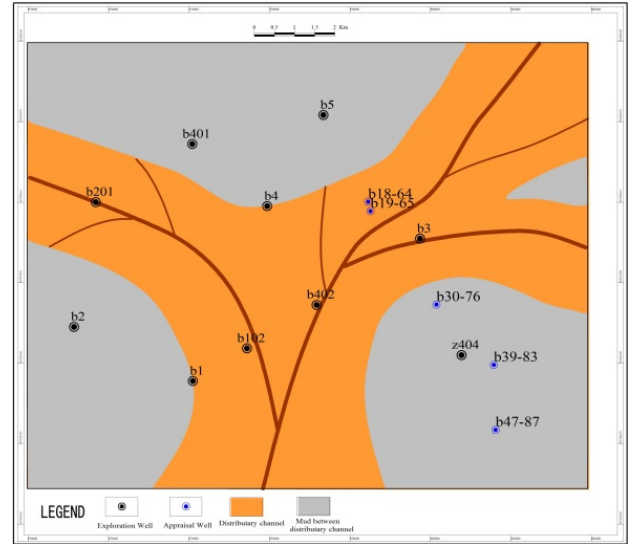 0 0.5 1 1.5 2 Km
b5
b401
b201
b18-64
b4
b19-65
b3
b402
b30-76
b2
b102
z404
b39-83
b1
b47-87
LEGEND
Exploration Well
Appraisal Well
Distributary channel
Mud between
distributary channel